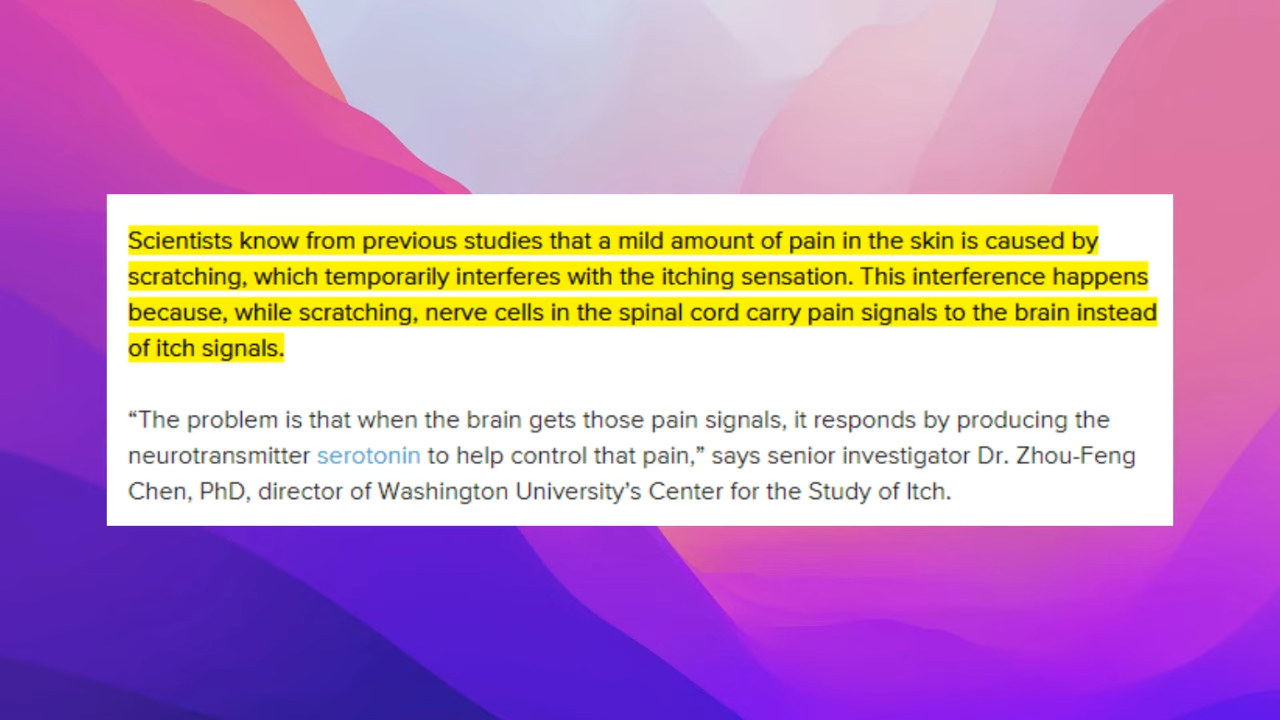 Scientists know from previous studies that a mild amount of pain in the skin is caused by
scratching, which temporarily interferes with the itching sensation. This interference happens
because, while scratching, nerve cells in the spinal cord carry pain signals to the brain instead
of itch signals.
“The problem is that when the brain gets those pain signals, it responds by producing the
neurotransmitter serotonin to help control that pain,” says senior investigator Dr. Zhou-Feng
Chen, PhD, director of Washington University’s Center for the Study of Itch.